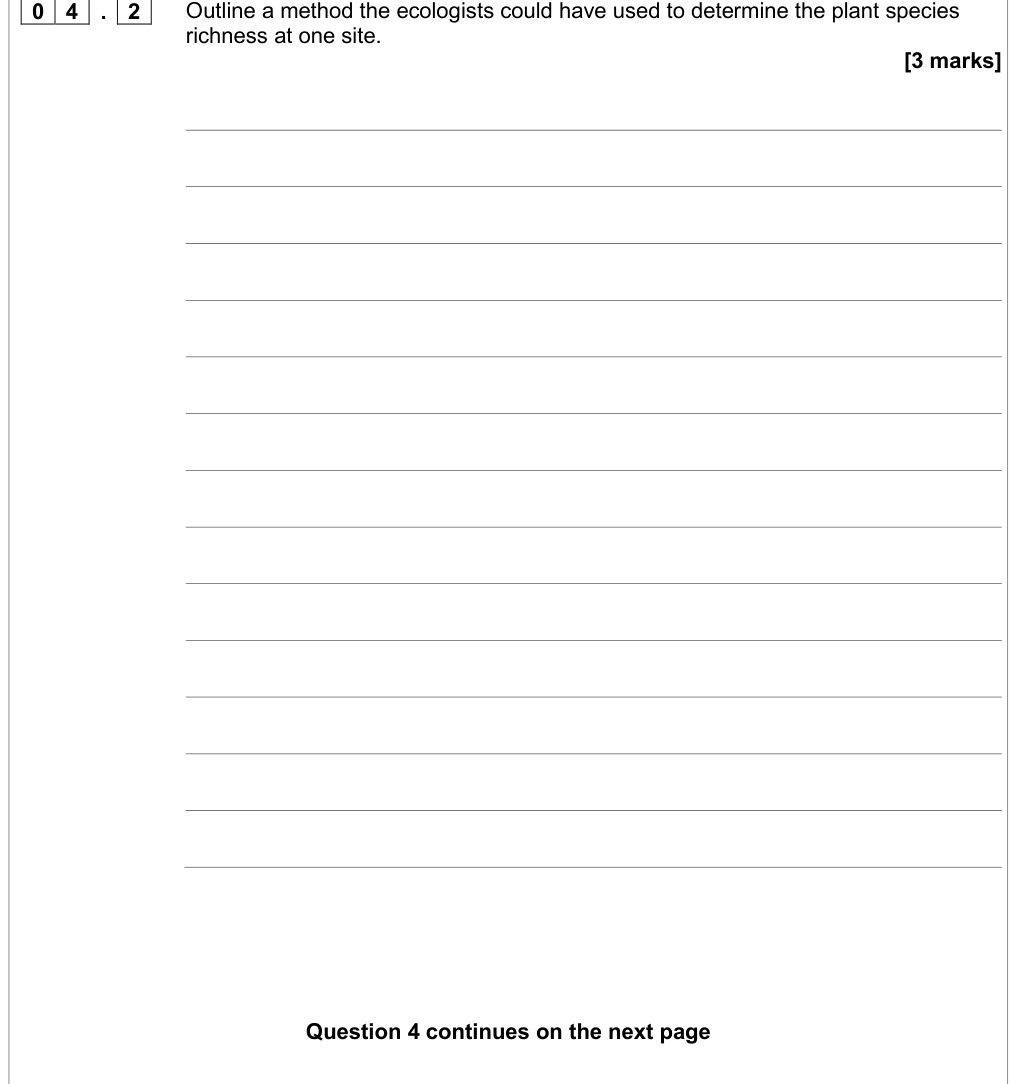 0 4 . 2 Outline a method the ecologists could have used to determine the plant species
richness at one site.
[3 marks]
Question 4 continues on the next page